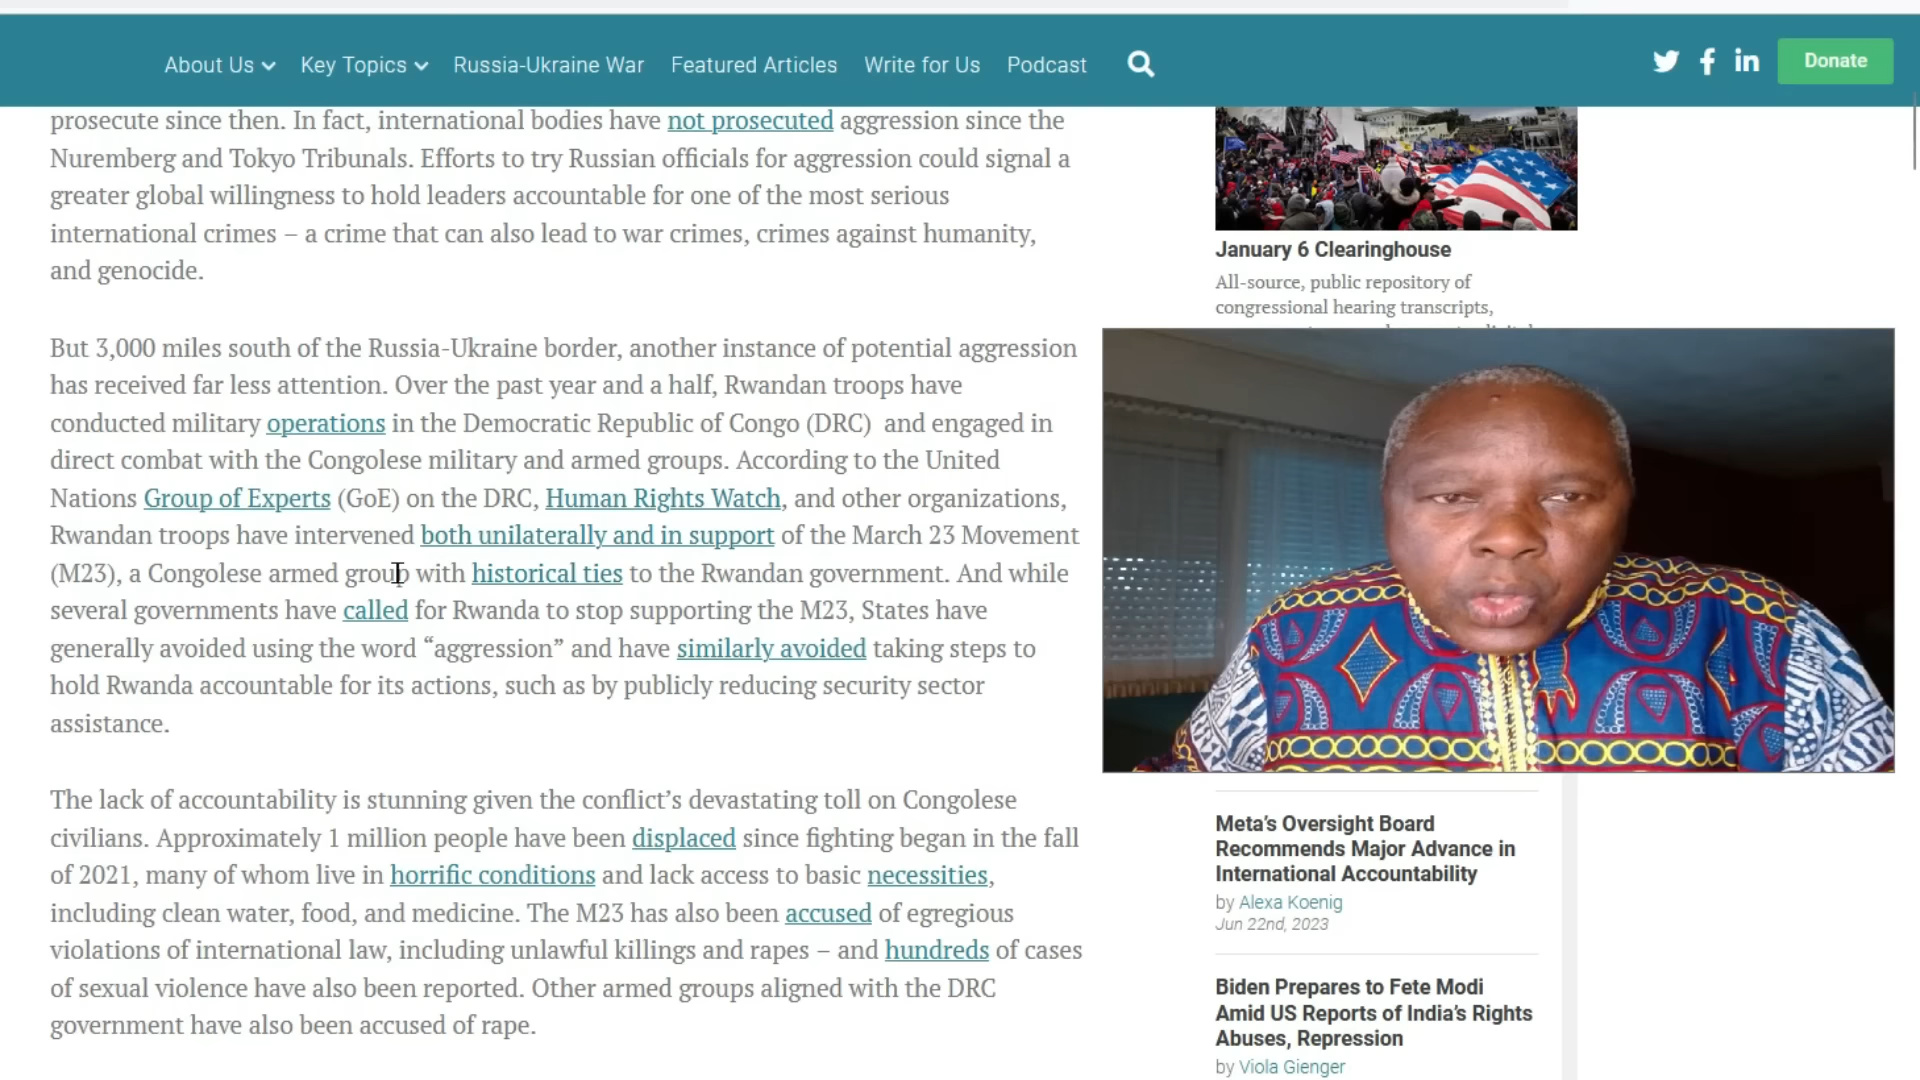 About Us
Key Topics
Russia-Ukraine War
Featured Articles
Write for Us
Podcast
Donate
prosecute since then. In fact, international bodies have not prosecuted aggression since the
Nuremberg and Tokyo Tribunals. Efforts to try Russian officials for aggression could signal a
greater global willingness to hold leaders accountable for one of the most serious
international crimes – a crime that can also lead to war crimes, crimes against humanity,
and genocide.
But 3,000 miles south of the Russia-Ukraine border, another instance of potential aggression
has received far less attention. Over the past year and a half, Rwandan troops have
conducted military operations in the Democratic Republic of Congo (DRC) and engaged in
direct combat with the Congolese military and armed groups. According to the United
Nations Group of Experts (GoE) on the DRC, Human Rights Watch, and other organizations,
Rwandan troops have intervened both unilaterally and in support of the March 23 Movement
(M23), a Congolese armed group with historical ties to the Rwandan government. And while
several governments have called for Rwanda to stop supporting the M23, States have
generally avoided using the word “aggression” and have similarly avoided taking steps to
hold Rwanda accountable for its actions, such as by publicly reducing security sector
assistance.
The lack of accountability is stunning given the conflict’s devastating toll on Congolese
civilians. Approximately 1 million people have been displaced since fighting began in the fall
of 2021, many of whom live in horrific conditions and lack access to basic necessities,
including clean water, food, and medicine. The M23 has also been accused of egregious
violations of international law, including unlawful killings and rapes – and hundreds of cases
of sexual violence have also been reported. Other armed groups aligned with the DRC
government have also been accused of rape.
January 6 Clearinghouse
All-source, public repository of
congressional hearing transcripts,
Meta’s Oversight Board
Recommends Major Advance in
International Accountability
by Alexa Koenig
Jun 22nd, 2023
Biden Prepares to Fete Modi
Amid US Reports of India’s Rights
Abuses, Repression
by Viola Gienger